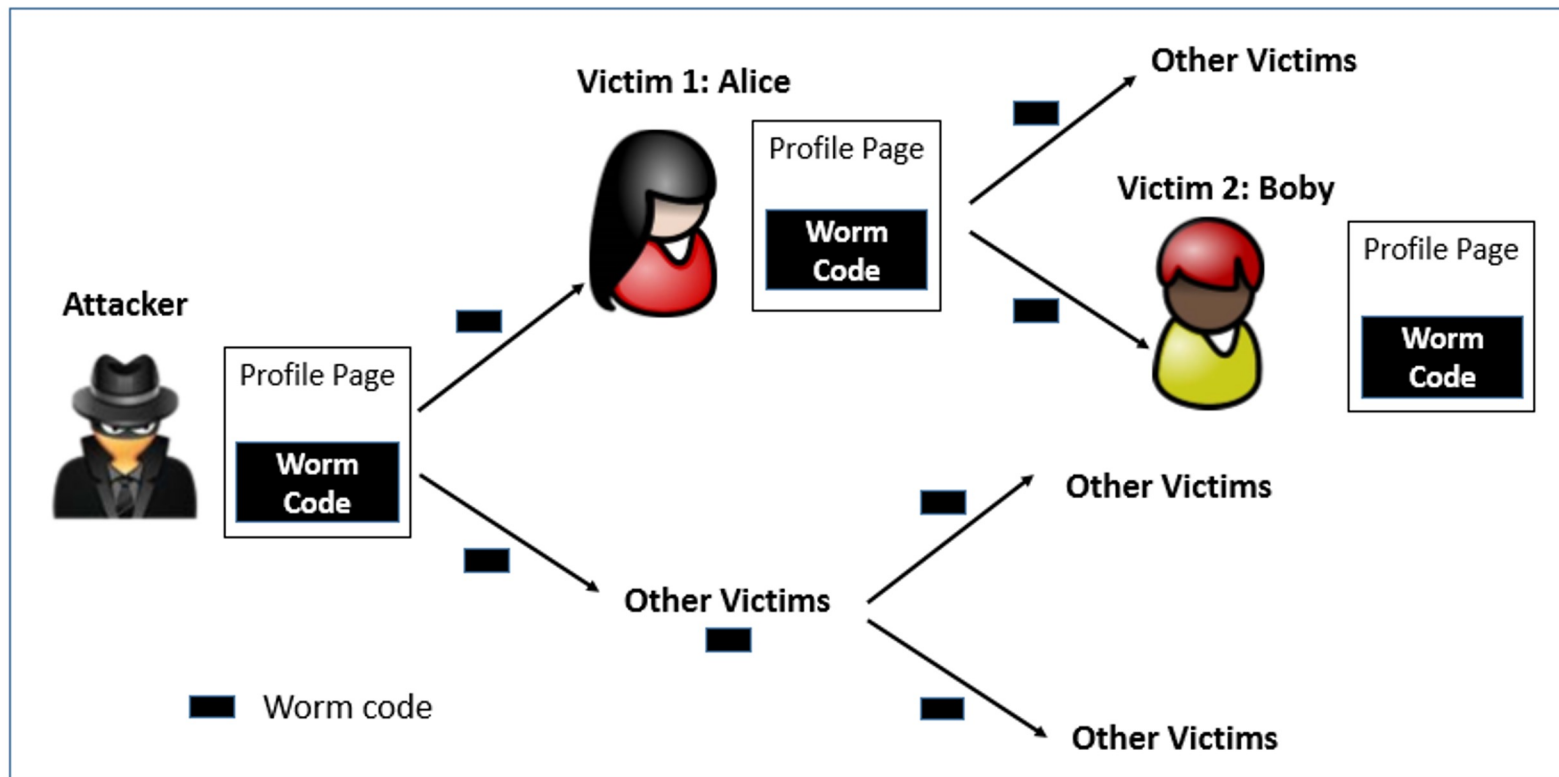 Other Victims
Victim 1: Alice
Profile Page
Worm
Code
Victim 2: Boby
Profile Page
Worm
Code
Attacker
Profile Page
Worm
Code
Other Victims
Other Victims
Worm code
Other Victims